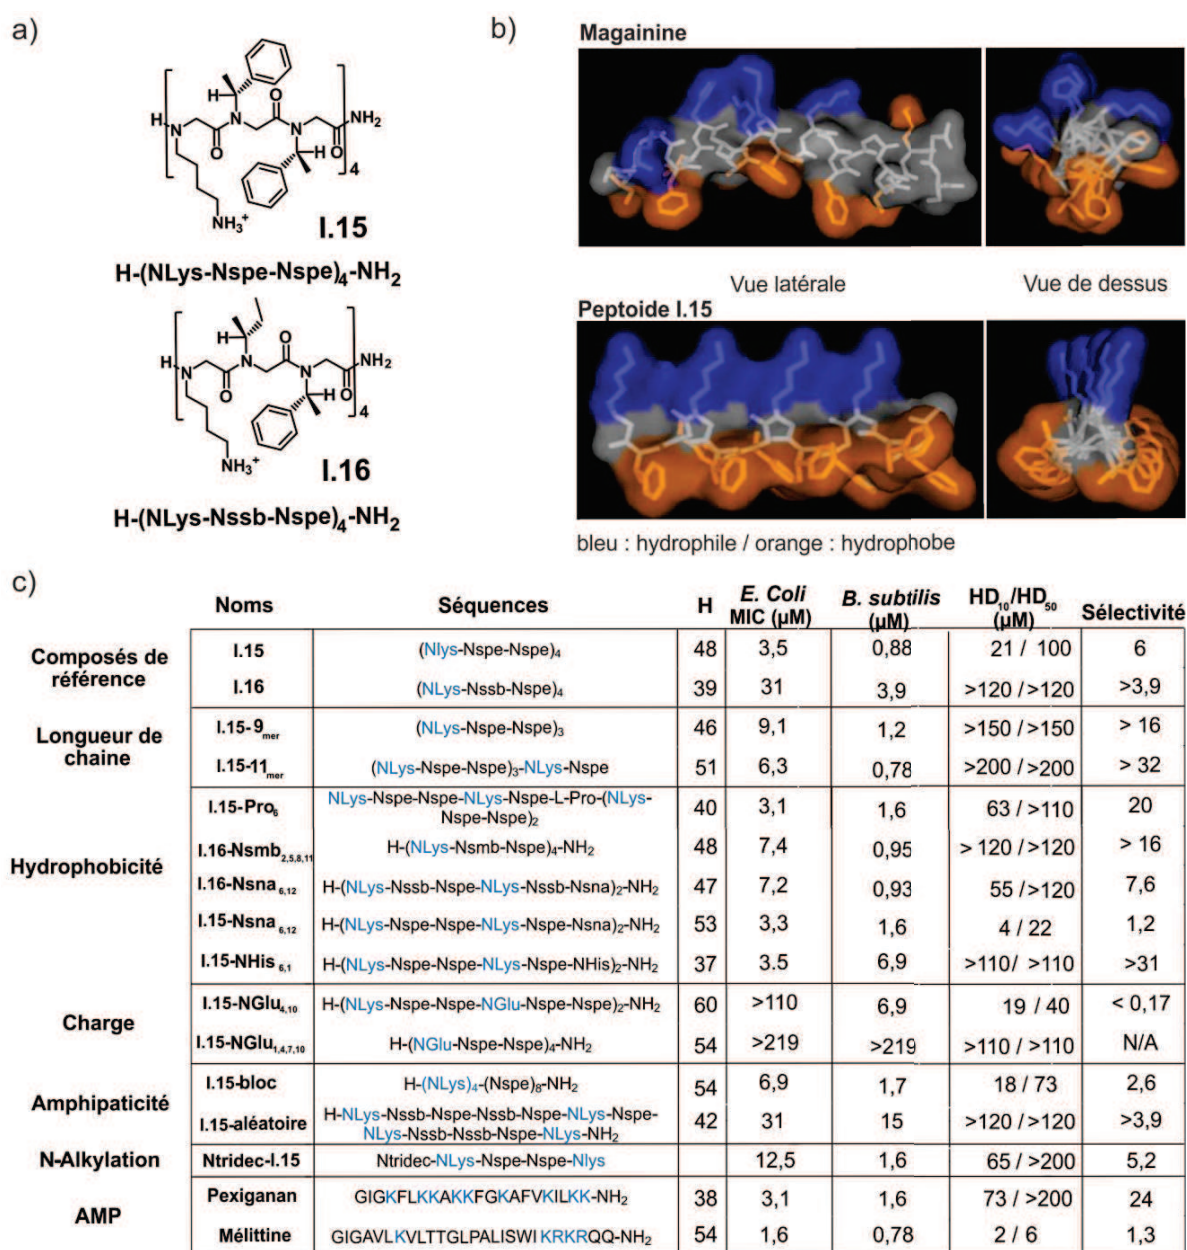 a)
H
N
H
O
N
O
N
H
O
NH2
4
NH3+
I.15
H-(NLys-Nspe-Nspe)4-NH2
H
N
H
O
N
O
N
H
O
NH2
4
NH3+
I.16
H-(NLys-Nssb-Nspe)4-NH2
b)
Magainine
Vue latérale Vue de dessus
Peptoide I.15
bleu : hydrophile / orange : hydrophobe
c)
Noms Séquences H E. Coli MIC (µM) B. subtilis (µM) HD10/HD50 (µM) Sélectivité
Composés de référence
I.15 (Nlys-Nspe-Nspe)4 48 3,5 0,88 21 / 100 6
I.16 (NLys-Nssb-Nspe)4 39 31 3,9 >120 / >120 >3,9
Longueur de chaine
I.15-9mer (NLys-Nspe-Nspe)3 46 9,1 1,2 >150 / >150 > 16
I.15-11mer (NLys-Nspe-Nspe)3-NLys-Nspe 51 6,3 0,78 >200 / >200 > 32
Hydrophobicité
I.15-Pro6 NLys-Nspe-Nspe-NLys-Nspe-L-Pro-(NLys-
Nspe-Nspe)2 40 3,1 1,6 63 / >110 20
I.16-Nsmb2,5,8,11 H-(NLys-Nsmb-Nspe)4-NH2 48 7,4 0,95 > 120 / >120 > 16
I.16-Nsna 6,12 H-(NLys-Nssb-Nspe-NLys-Nssb-Nsna)2-NH2 47 7,2 0,93 55 / >120 7,6
I.15-Nsna 6,12 H-(NLys-Nspe-Nspe-NLys-Nspe-Nsna)2-NH2 53 3,3 1,6 4 / 22 1,2
I.15-NHis 6,1 H-(NLys-Nspe-Nspe-NLys-Nspe-NHis)2-NH2 37 3.5 6,9 >110/ >110 >31
Charge
I.15-NGlu4,10 H-(NLys-Nspe-Nspe-NGlu-Nspe-Nspe)2-NH2 60 >110 6,9 19 / 40 < 0,17
I.15-NGlu1,4,7,10 H-(NGlu-Nspe-Nspe)4-NH2 54 >219 >219 >110 / >110 N/A
Amphipaticité
I.15-bloc H-(NLys)4-(Nspe)8-NH2 54 6,9 1,7 18 / 73 2,6
I.15-aléatoire H-NLys-Nssb-Nspe-Nssb-Nspe-NLys-Nspe-
NLys-Nssb-Nssb-Nspe-NLys-NH2 42 31 15 >120 / >120 >3,9
N-Alkylation Ntridec-I.15 Ntridec-NLys-Nspe-Nspe-Nlys 12,5 1,6 65 / >200 5,2
AMP
Pexiganan GIGKFLKKAKKFGKAFVKILKK-NH2 38 3,1 1,6 73 / >200 24
Mélittine GIGAVLKVLTTGLPALISWI KRKRQQ-NH2 54 1,6 0,78 2 / 6 1,3